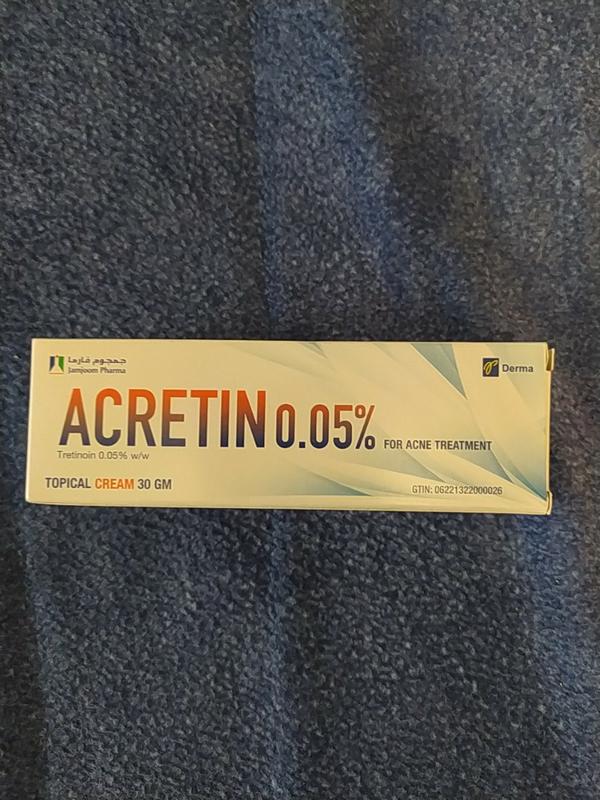 جمجوم فارما
Jamjoom Pharma
Derma
ACRETIN 0.05% FOR ACNE TREATMENT
Tretinoin 0.05% w/w
TOPICAL CREAM 30 GM
GTIN: 06221322000026